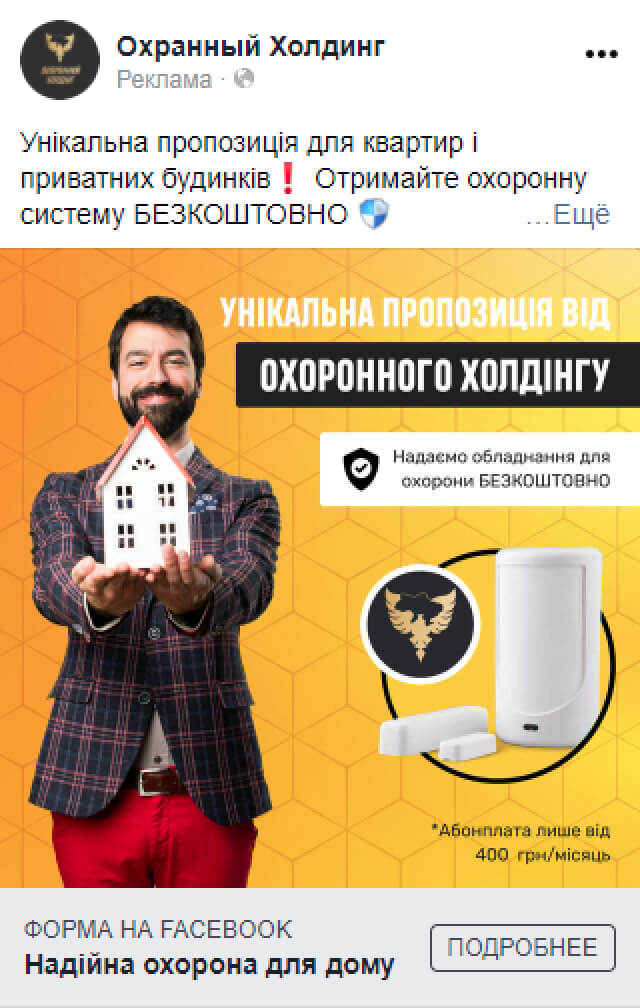 Охранный Холдинг
Реклама ·
Унікальна пропозиція для квартир і
приватних будинків❗ Отримайте охоронну
систему БЕЗКОШТОВНО 🛡️ ...Ещё
УНІКАЛЬНА ПРОПОЗИЦІЯ ВІД
ОХОРОННОГО ХОЛДІНГУ
Надаємо обладнання для
охорони БЕЗКОШТОВНО
*Абонплата лише від
400 грн/місяць
ФОРМА НА FACEBOOK
Надійна охорона для дому
ПОДРОБНЕЕ